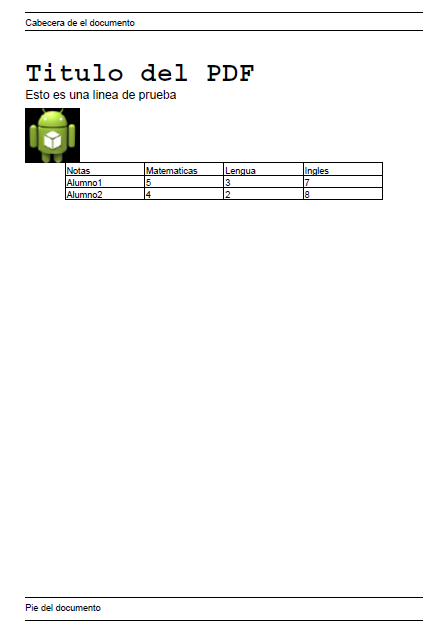 Cabecera de el documento
Titulo del PDF
Esto es una linea de prueba
Notas Matematicas Lengua Ingles
Alumno1 5 3 7
Alumno2 4 2 8
Pie del documento